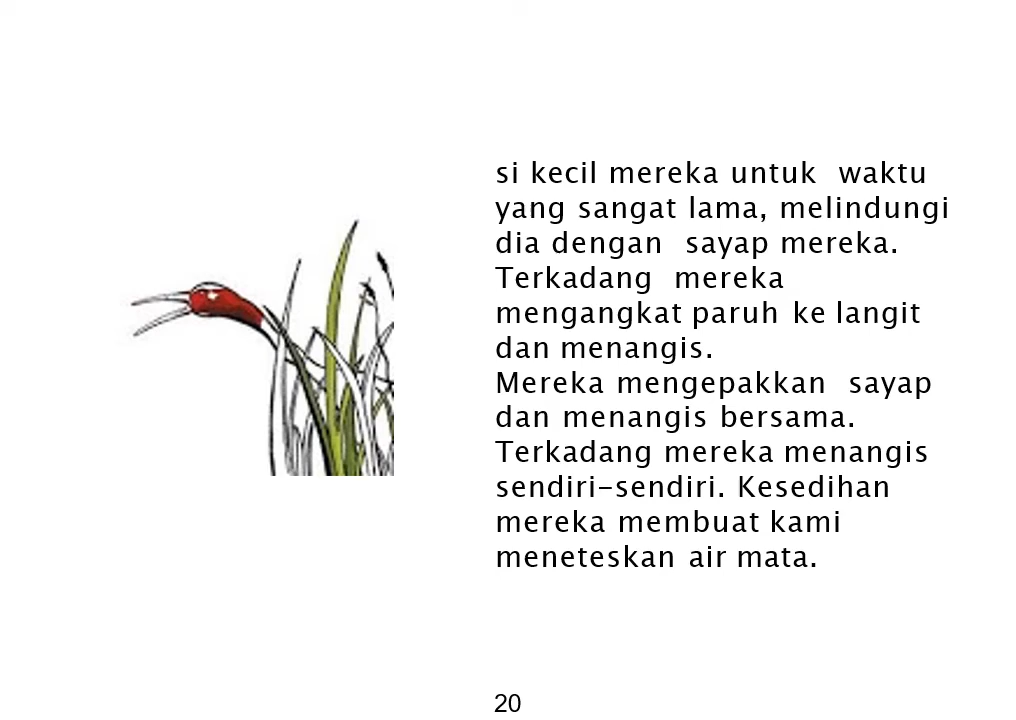 si kecil mereka untuk waktu
yang sangat lama, melindungi
dia dengan sayap mereka.
Terkadang mereka
mengangkat paruh ke langit
dan menangis.
Mereka mengepakkan sayap
dan menangis bersama.
Terkadang mereka menangis
sendiri-sendiri. Kesedihan
mereka membuat kami
meneteskan air mata.
20